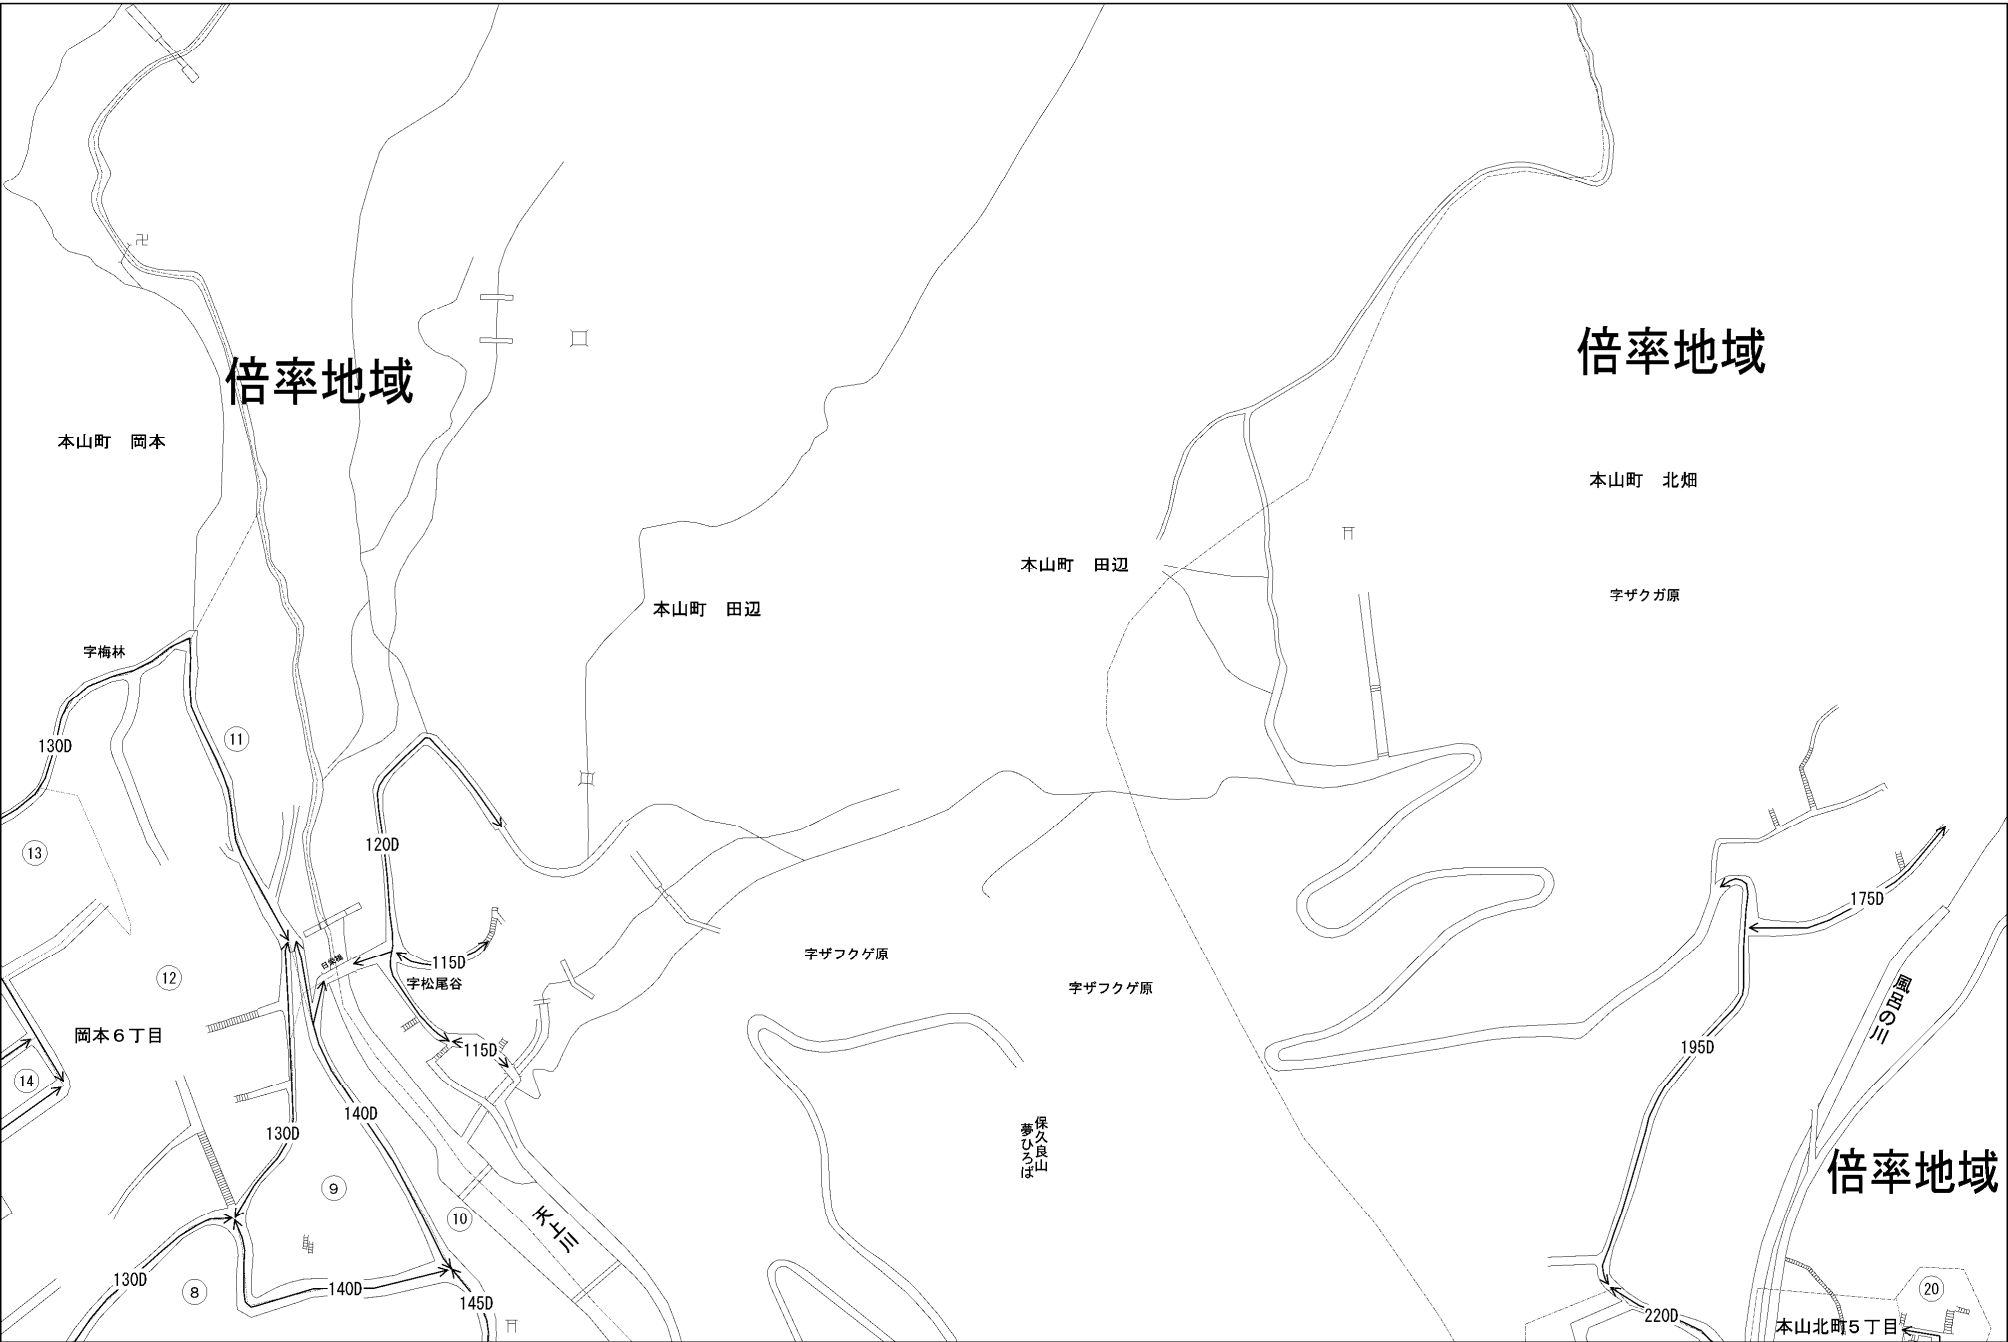 倍率地域
倍率地域
本山町　岡本
本山町　北畑
本山町　田辺
字ザクガ原
本山町　田辺
字梅林
130D
⑪
120D
⑬
175D
字ザフクゲ原
115D
⑫
字松尾谷
字ザフクゲ原
風呂の川
岡本６丁目
195D
115D
⑭
140D
130D
保久良山
夢ひろば
倍率地域
⑨
⑩
天上川
130D
⑧
140D
⑳
145D
220D
本山北町５丁目